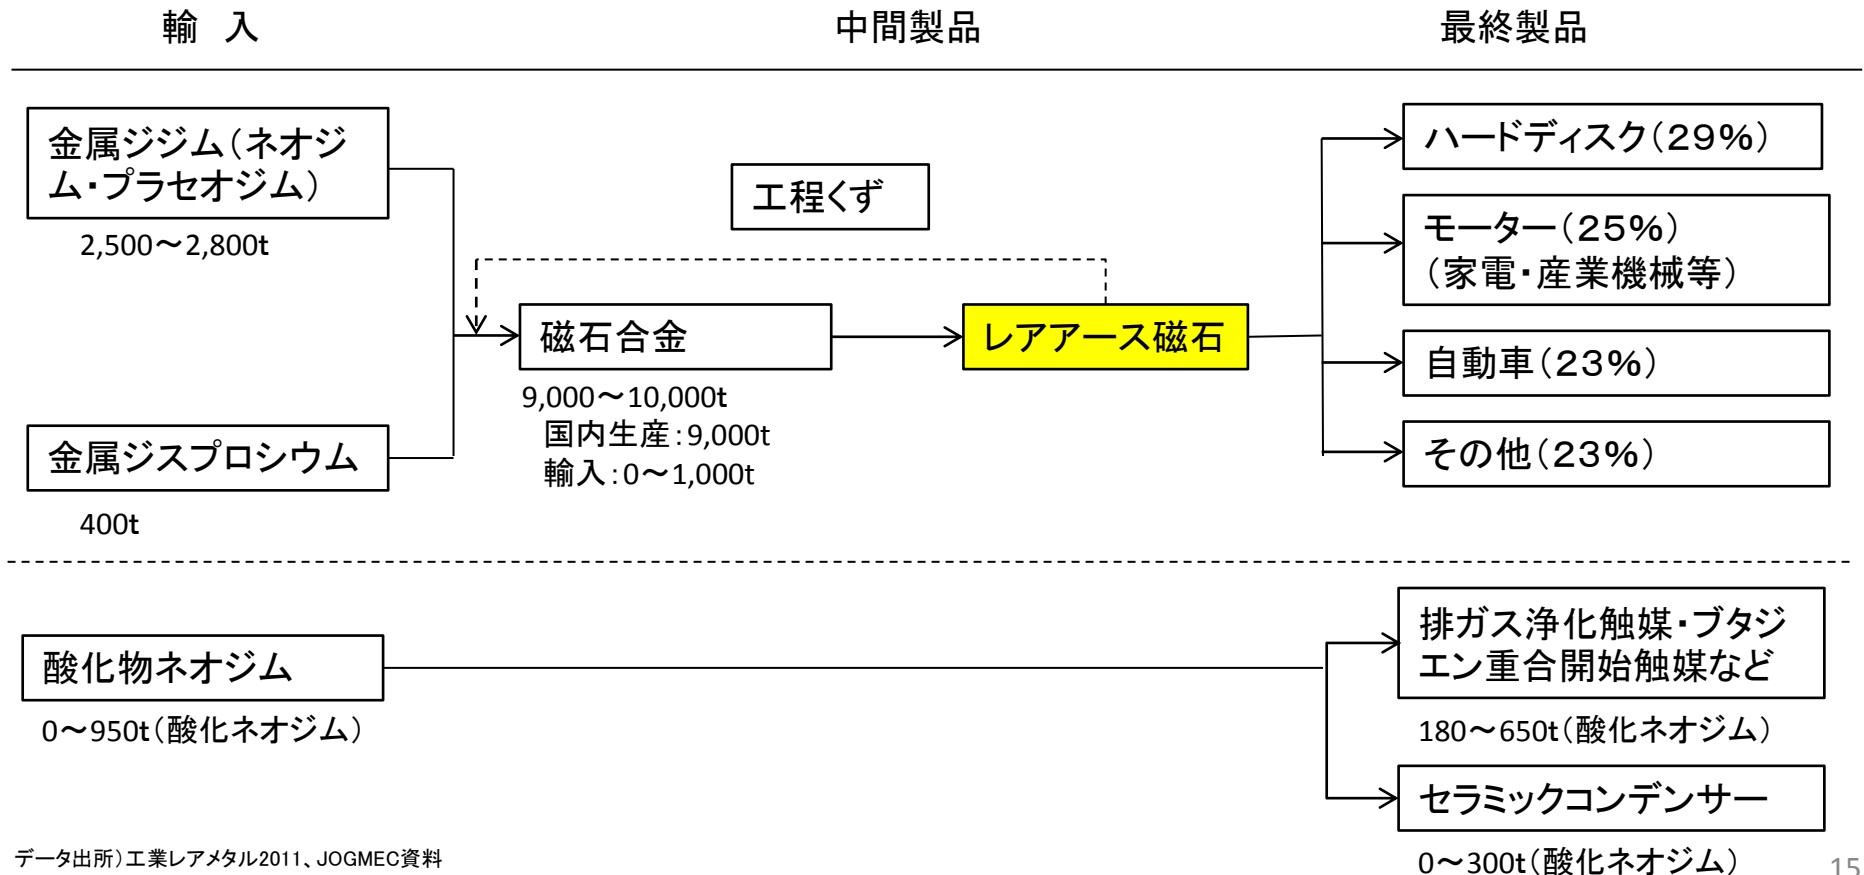 輸　入
中間製品
最終製品
金属ジジム(ネオジ
ム・プラセオジム)
2,500～2,800t
工程くず
磁石合金
9,000～10,000t
国内生産:9,000t
輸入:0～1,000t
レアアース磁石
金属ジスプロシウム
400t
ハードディスク(29%)
モーター(25%)
(家電・産業機械等)
自動車(23%)
その他(23%)
酸化物ネオジム
0～950t(酸化ネオジム)
排ガス浄化触媒・ブタジ
エン重合開始触媒など
180～650t(酸化ネオジム)
セラミックコンデンサー
0～300t(酸化ネオジム)
データ出所)工業レアメタル2011、JOGMEC資料
15